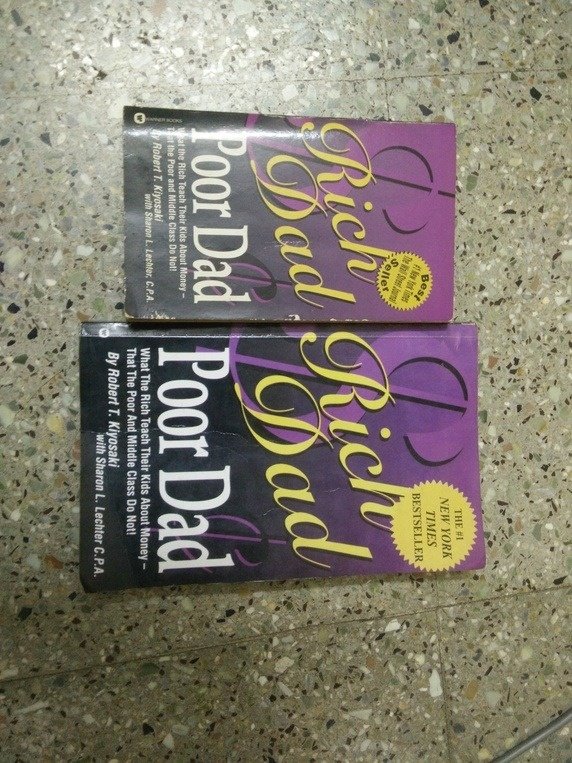 Best
Seller
Rich
Dad
Poor Dad
What the Rich Teach Their Kids About Money –
That the Poor and Middle Class Do Not!
By Robert T. Kiyosaki
with Sharon L. Lechter C.P.A.
WARNER BOOKS
THE #1
NEW YORK
TIMES
BESTSELLER
Rich
Dad
Poor Dad
What The Rich Teach Their Kids About Money –
That The Poor And Middle Class Do Not!
By Robert T. Kiyosaki
with Sharon L. Lechter C.P.A.